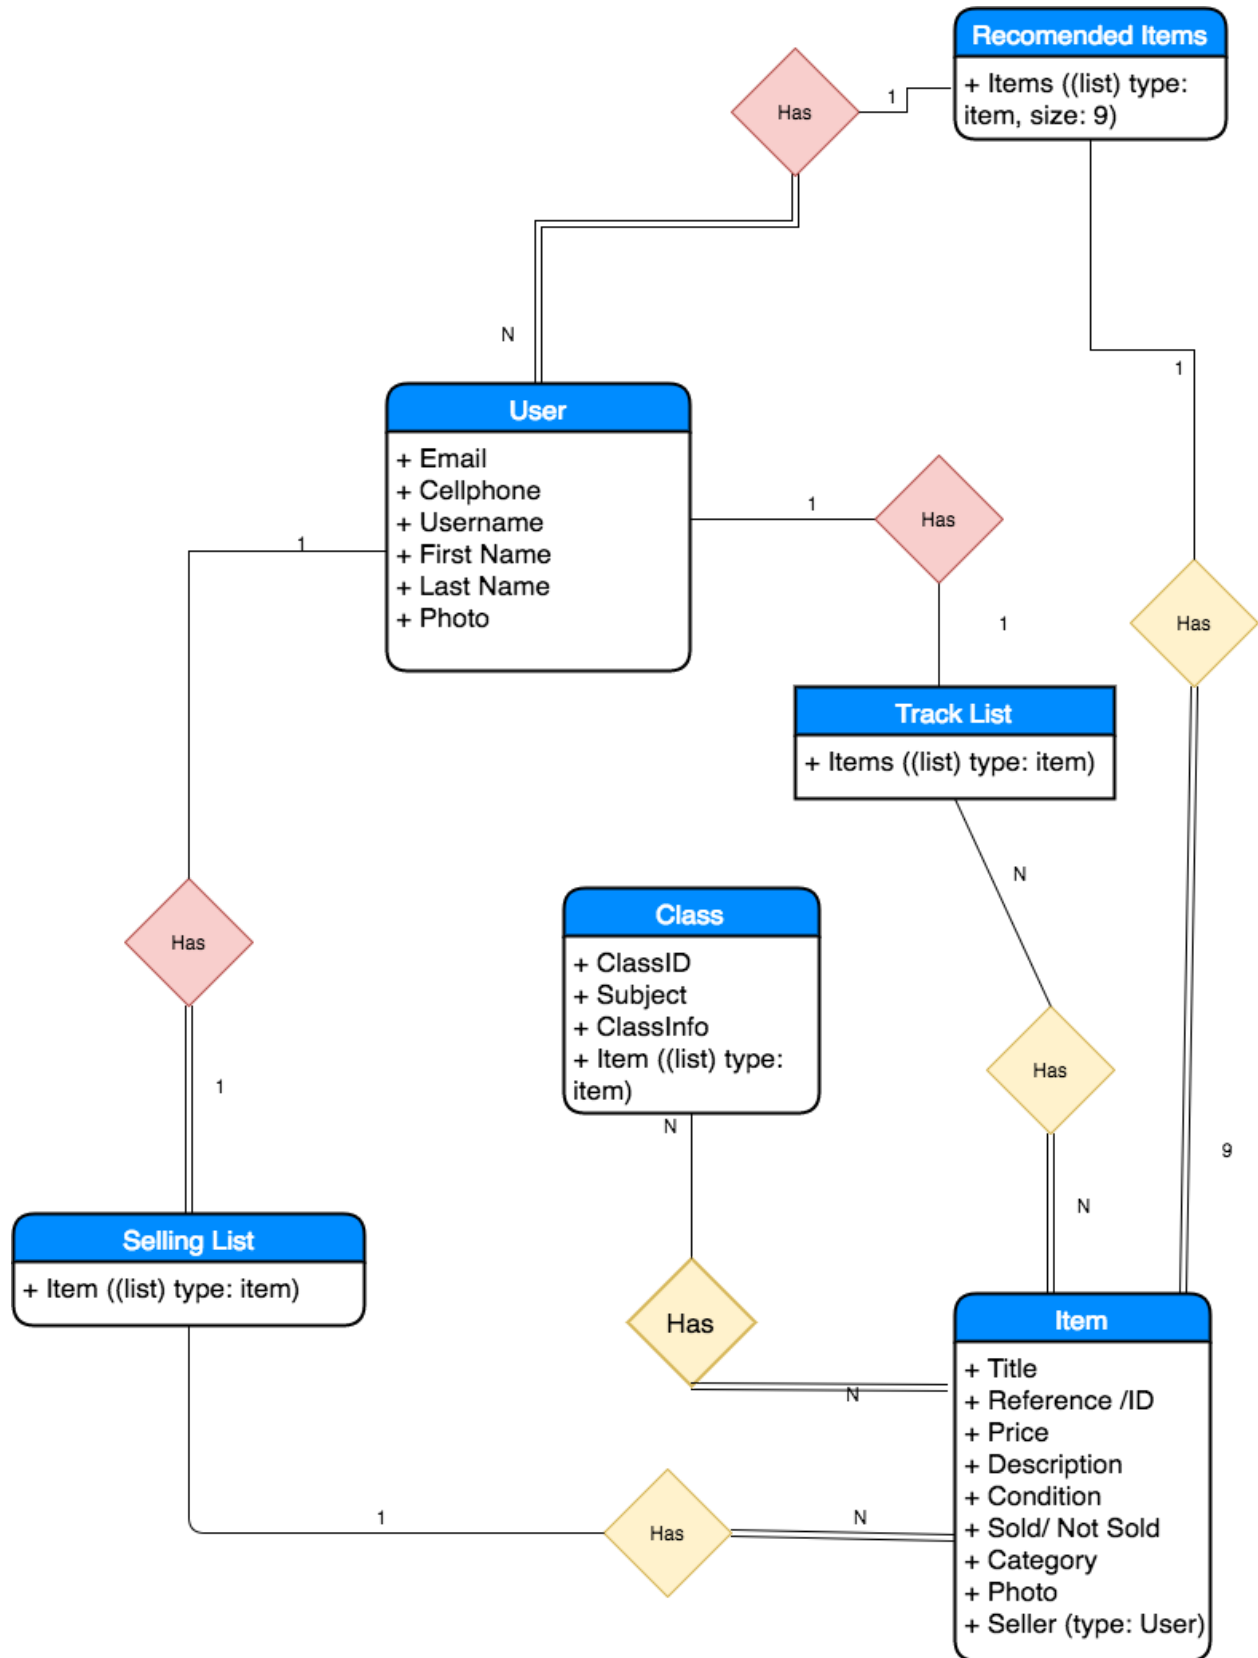 Recomended Items
+ Items ((list) type:
item, size: 9)
Has
1
N
1
User
+ Email
+ Cellphone
+ Username
+ First Name
+ Last Name
+ Photo
1
Has
1
1
Has
Track List
+ Items ((list) type: item)
N
Class
+ ClassID
+ Subject
+ ClassInfo
+ Item ((list) type:
item)
N
Has
1
Has
N
9
Selling List
+ Item ((list) type: item)
Has
N
Item
+ Title
+ Reference /ID
+ Price
+ Description
+ Condition
+ Sold/ Not Sold
+ Category
+ Photo
+ Seller (type: User)
1
Has
N